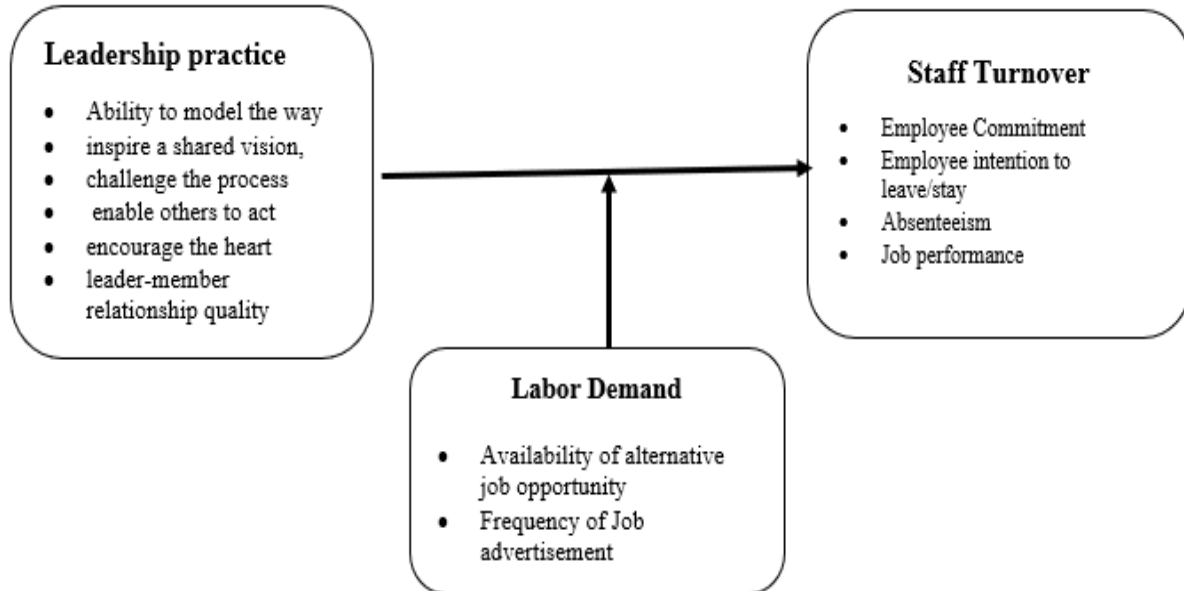 Leadership practice
• Ability to model the way
• inspire a shared vision,
• challenge the process
• enable others to act
• encourage the heart
• leader-member
relationship quality
Staff Turnover
• Employee Commitment
• Employee intention to
leave/stay
• Absenteeism
• Job performance
Labor Demand
• Availability of alternative
job opportunity
• Frequency of Job
advertisement